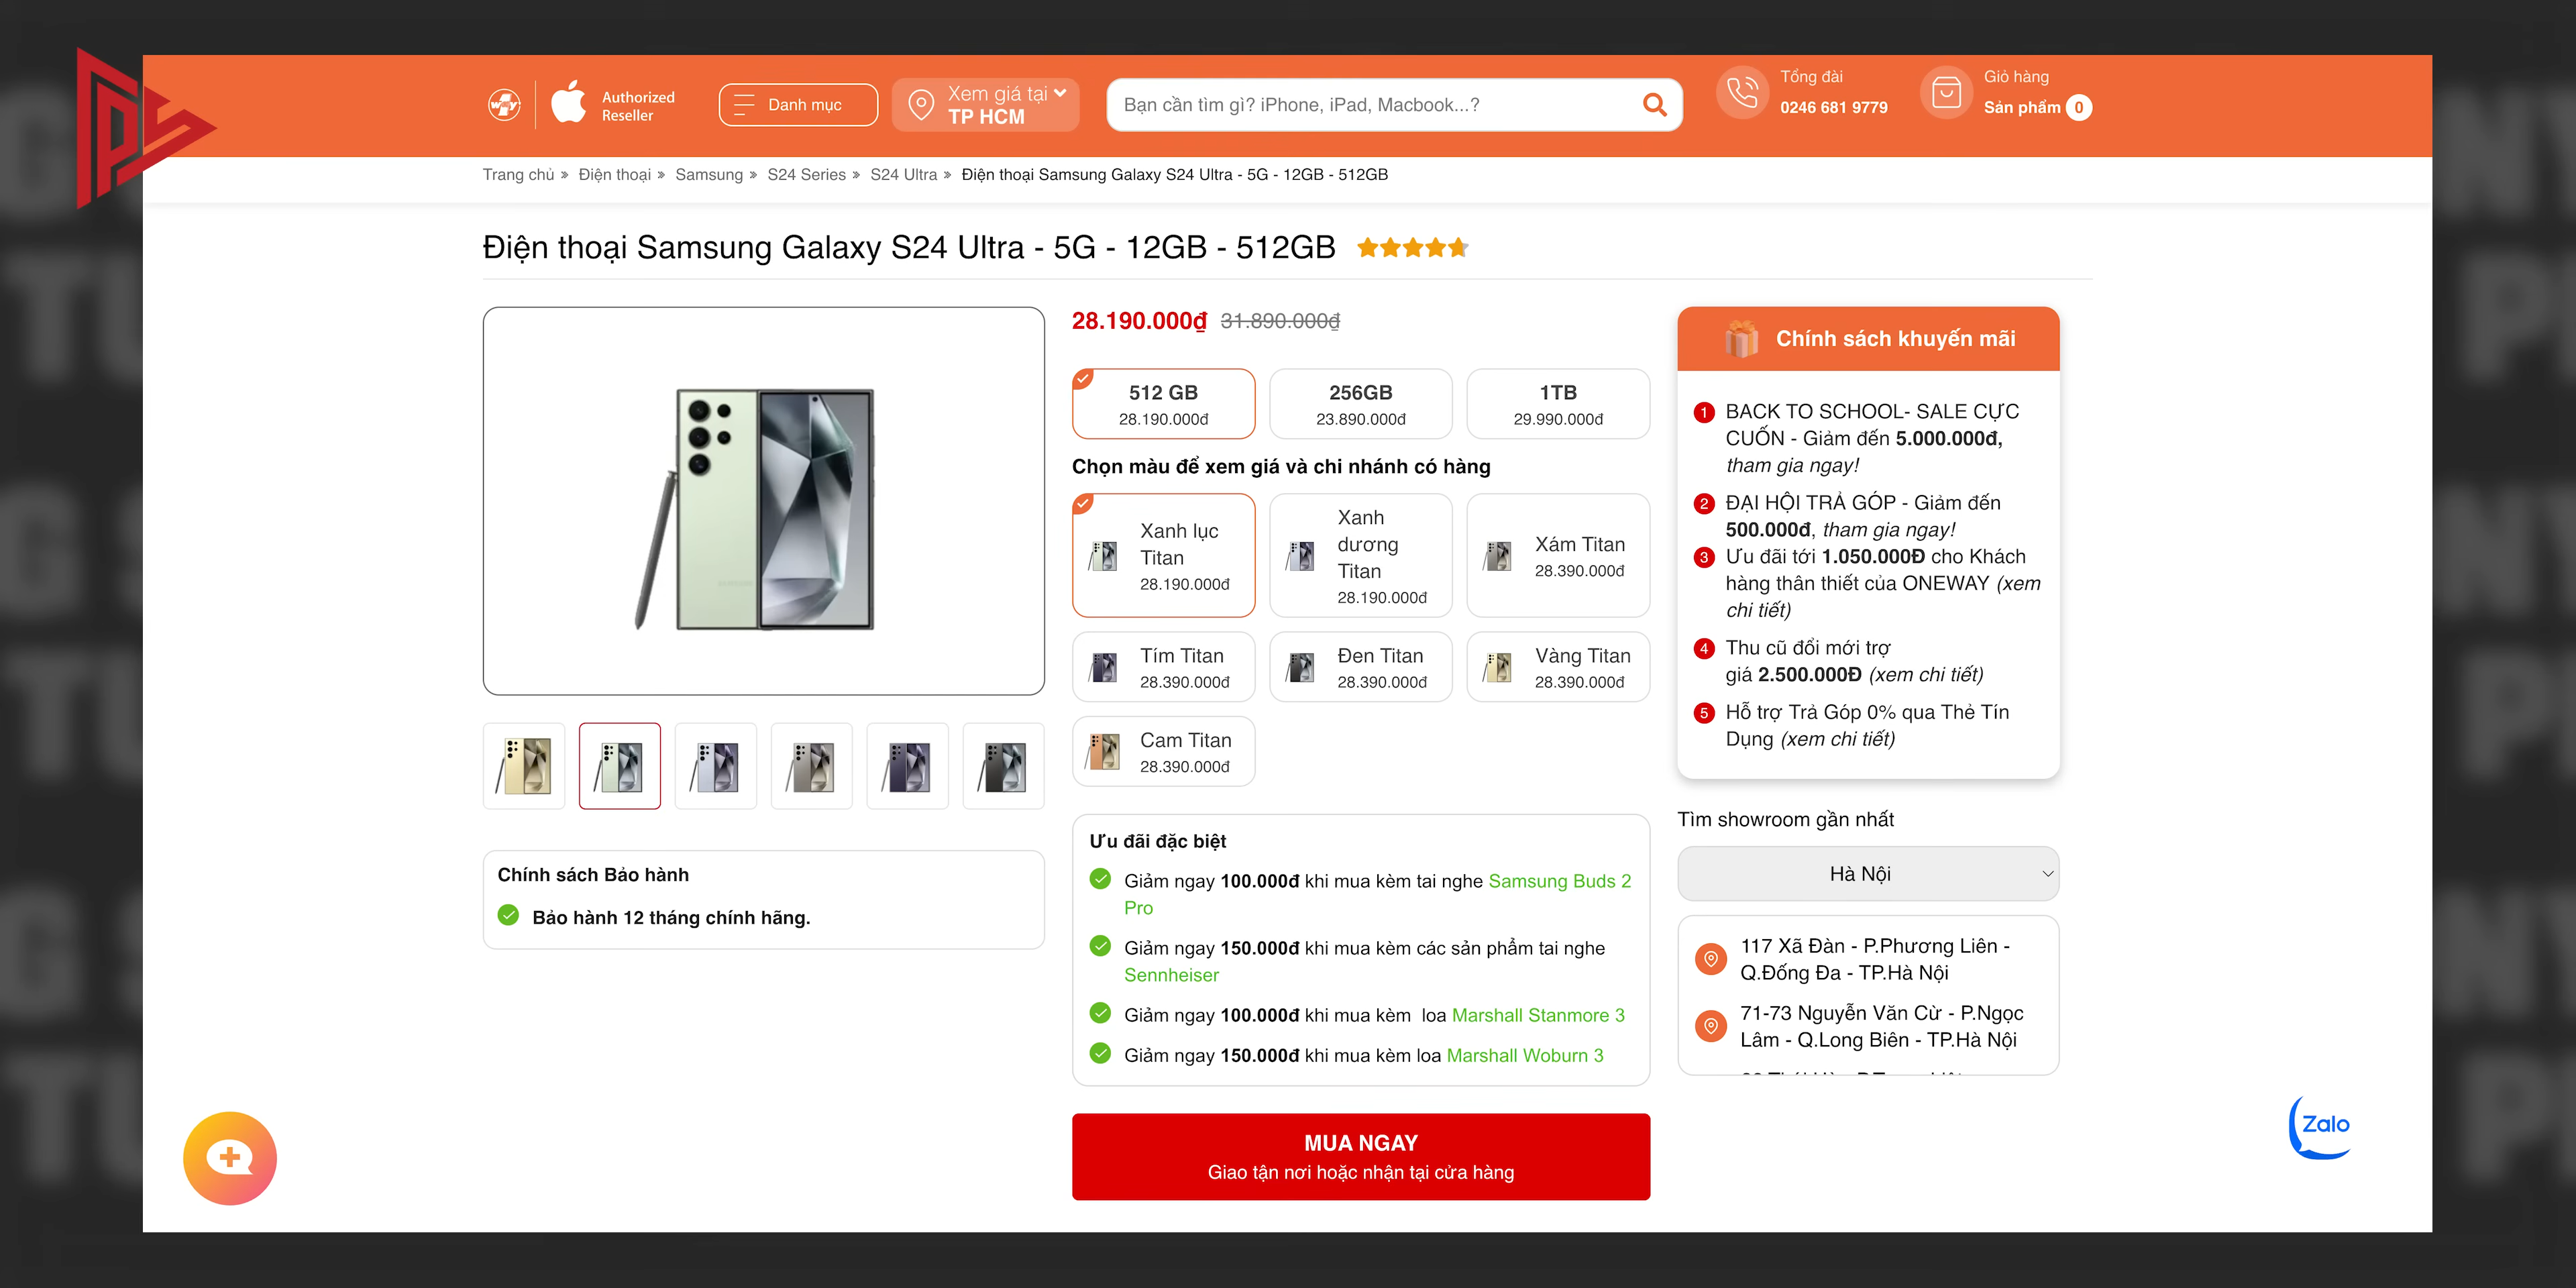 way
Authorized
Reseller
Danh mục
Xem giá tại
TP HCM
Bạn cần tìm gì? iPhone, iPad, Macbook...?
Tổng đài
0246 681 9779
Giỏ hàng
Sản phẩm 0
Trang chủ » Điện thoại » Samsung » S24 Series » S24 Ultra » Điện thoại Samsung Galaxy S24 Ultra - 5G - 12GB - 512GB
Điện thoại Samsung Galaxy S24 Ultra - 5G - 12GB - 512GB
28.190.000₫ 31.890.000₫
512 GB
28.190.000đ
256GB
23.890.000đ
1TB
29.990.000đ
Chọn màu để xem giá và chi nhánh có hàng
Xanh lục
Titan
28.190.000đ
Xanh
dương
Titan
28.190.000đ
Xám Titan
28.390.000đ
Tím Titan
28.390.000đ
Đen Titan
28.390.000đ
Vàng Titan
28.390.000đ
Cam Titan
28.390.000đ
Chính sách Bảo hành
Bảo hành 12 tháng chính hãng.
Ưu đãi đặc biệt
Giảm ngay 100.000đ khi mua kèm tai nghe Samsung Buds 2
Pro
Giảm ngay 150.000đ khi mua kèm các sản phẩm tai nghe
Sennheiser
Giảm ngay 100.000đ khi mua kèm loa Marshall Stanmore 3
Giảm ngay 150.000đ khi mua kèm loa Marshall Woburn 3
MUA NGAY
Giao tận nơi hoặc nhận tại cửa hàng
Chính sách khuyến mãi
1 BACK TO SCHOOL- SALE CỰC
CUỐN - Giảm đến 5.000.000đ,
tham gia ngay!
2 ĐẠI HỘI TRẢ GÓP - Giảm đến
500.000đ, tham gia ngay!
3 Ưu đãi tới 1.050.000Đ cho Khách
hàng thân thiết của ONEWAY (xem
chi tiết)
4 Thu cũ đổi mới trợ
giá 2.500.000Đ (xem chi tiết)
5 Hỗ trợ Trả Góp 0% qua Thẻ Tín
Dụng (xem chi tiết)
Tìm showroom gần nhất
Hà Nội
117 Xã Đàn - P.Phương Liên -
Q.Đống Đa - TP.Hà Nội
71-73 Nguyễn Văn Cừ - P.Ngọc
Lâm - Q.Long Biên - TP.Hà Nội
Zalo